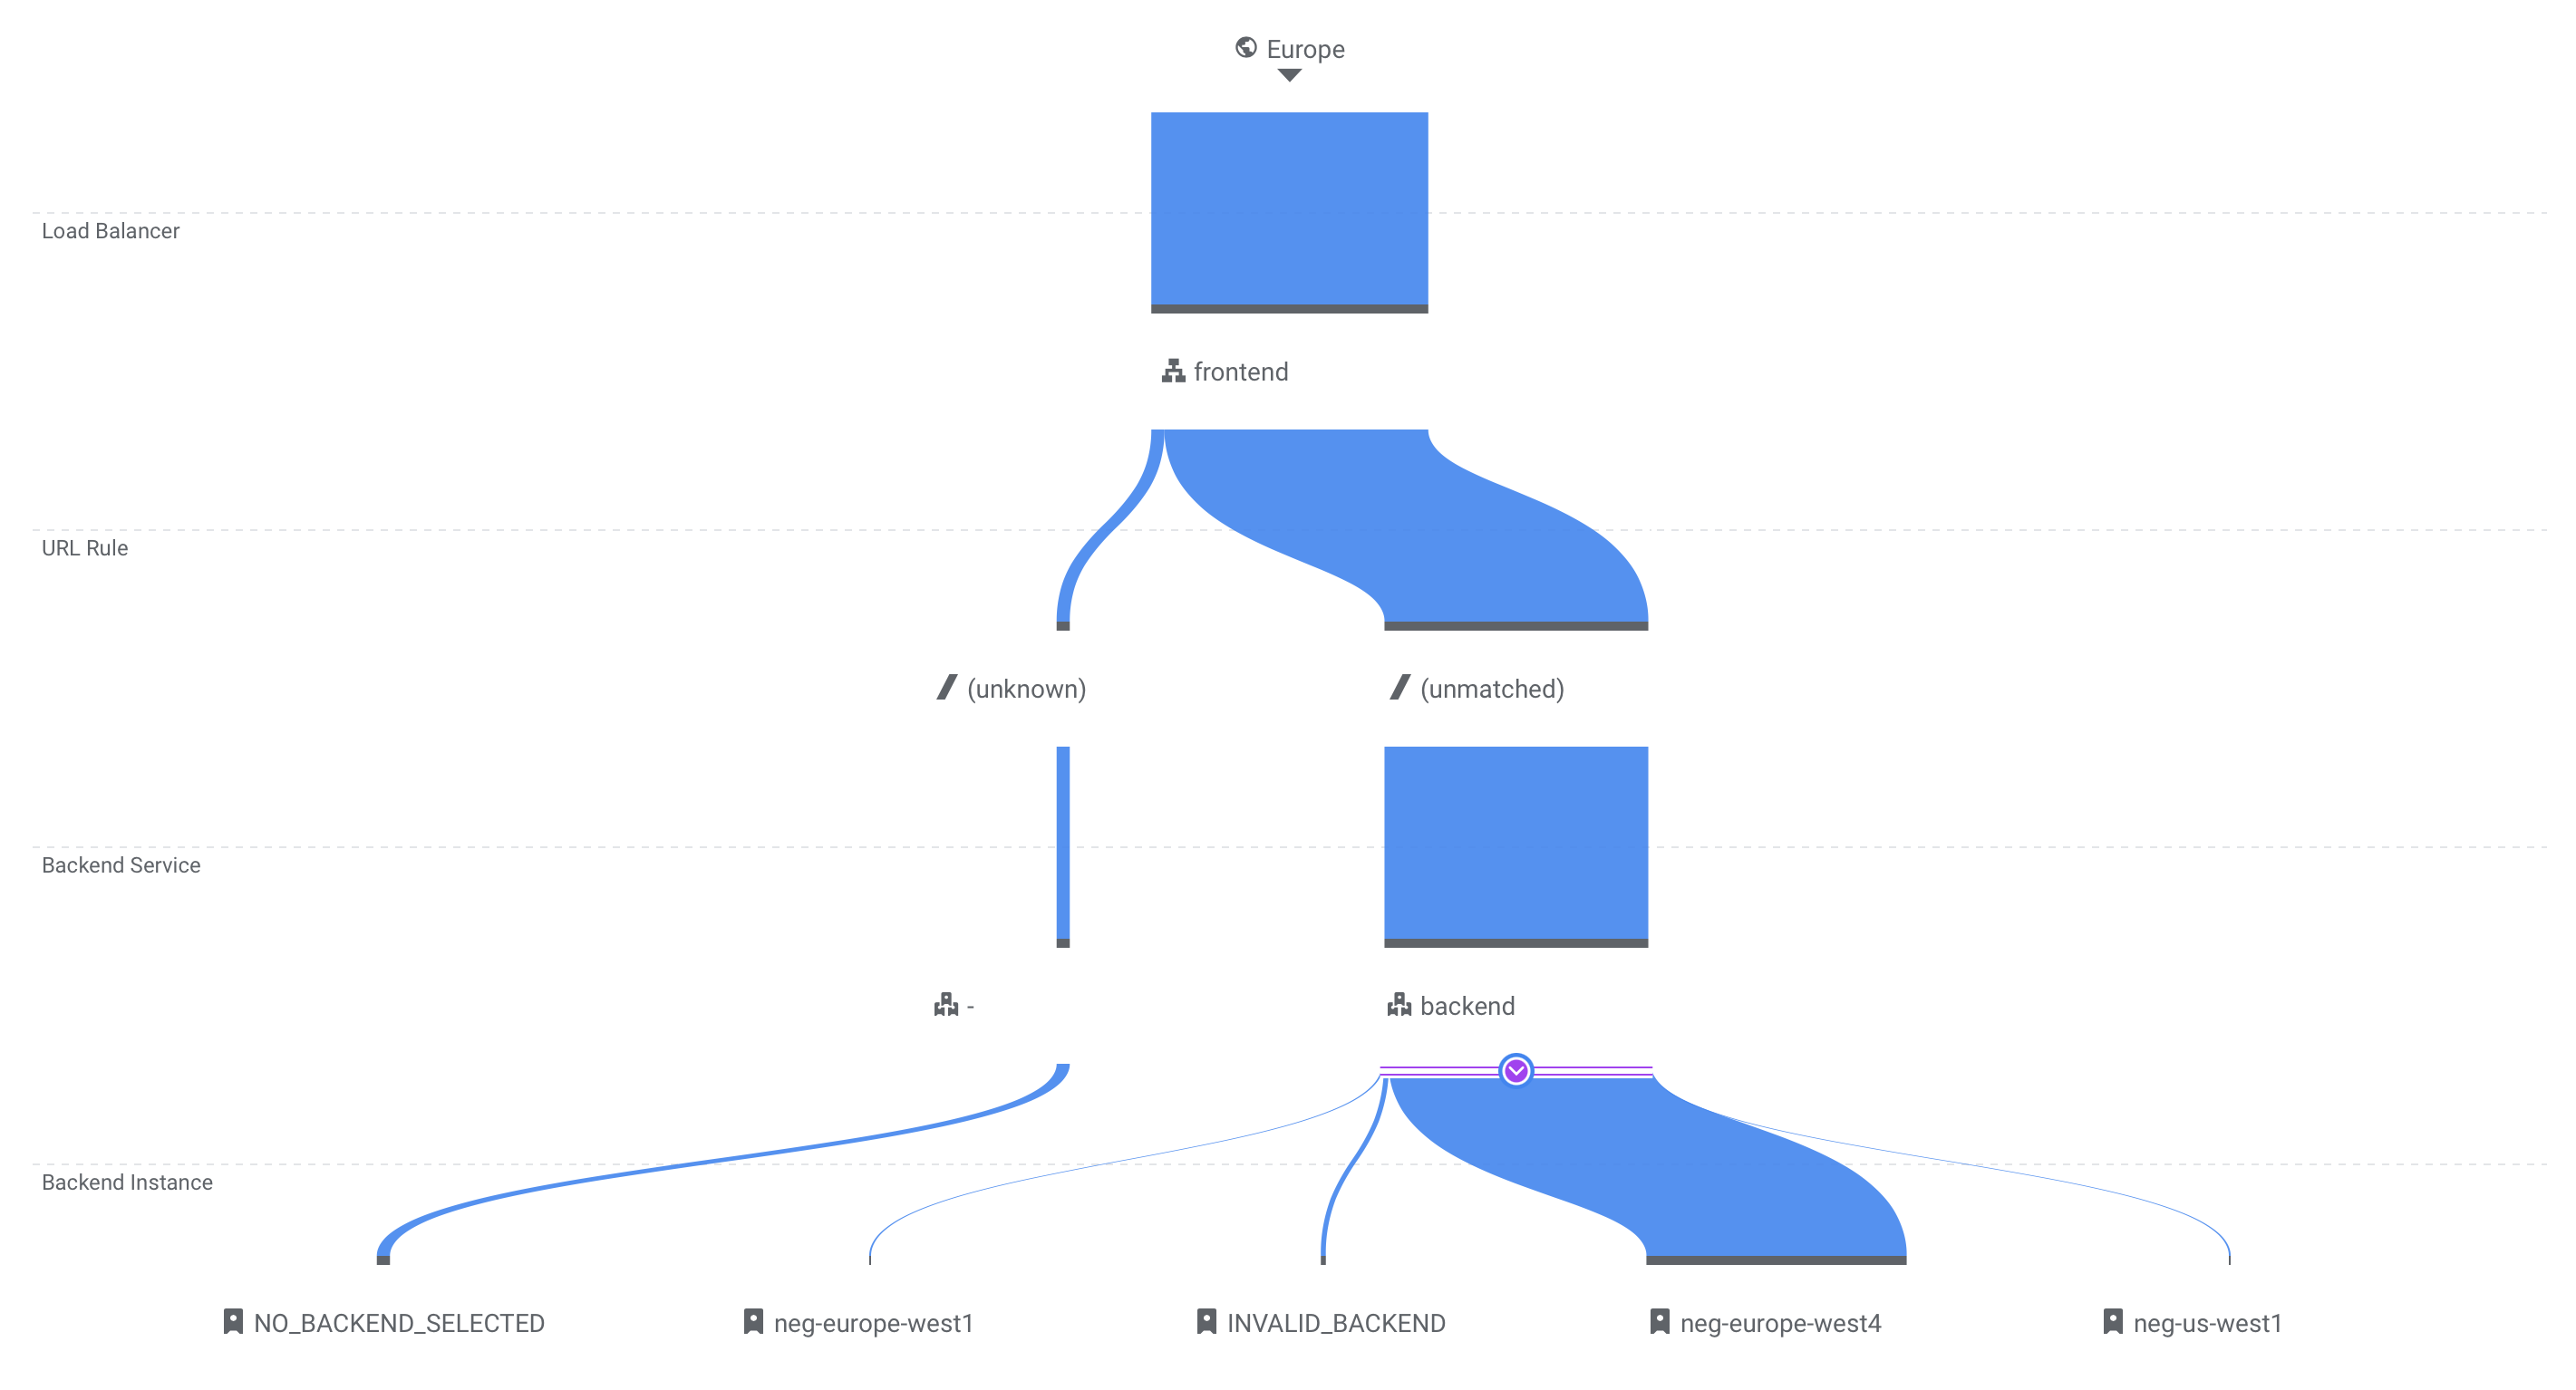 Europe
Load Balancer
frontend
URL Rule
(unknown)
(unmatched)
Backend Service
-
backend
Backend Instance
NO_BACKEND_SELECTED
neg-europe-west1
INVALID_BACKEND
neg-europe-west4
neg-us-west1